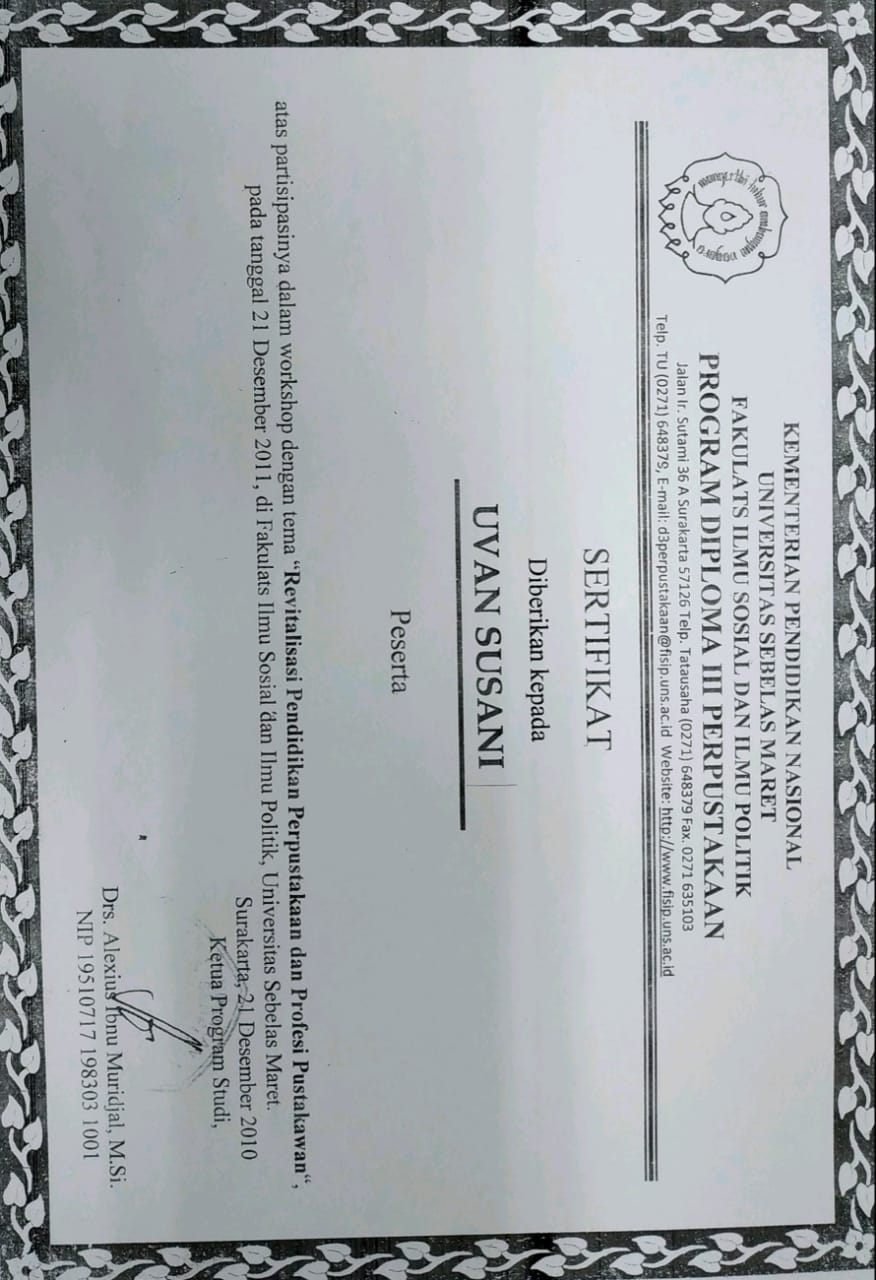 KEMENTERIAN PENDIDIKAN NASIONAL
UNIVERSITAS SEBELAS MARET
FAKULATS ILMU SOSIAL DAN ILMU POLITIK
PROGRAM DIPLOMA III PERPUSTAKAAN
Jalan Ir. Sutami 36 A Surakarta 57126 Telp. Tatausaha (0271) 648379 Fax. 0271 635103
Telp. TU (0271) 648379, E-mail: d3perpustakaan@fisip.uns.ac.id Website: http://www.fisip.uns.ac.id
SERTIFIKAT
Diberikan kepada
UVAN SUSANI
Peserta
atas partisipasinya dalam workshop dengan tema “Revitalisasi Pendidikan Perpustakaan dan Profesi Pustakawan“,
pada tanggal 21 Desember 2011, di Fakulats Ilmu Sosial dan Ilmu Politik, Universitas Sebelas Maret.
Surakarta, 21 Desember 2010
Ketua Program Studi,
Drs. Alexius Ibnu Muridjal, M.Si.
NIP 19510717 198303 1001